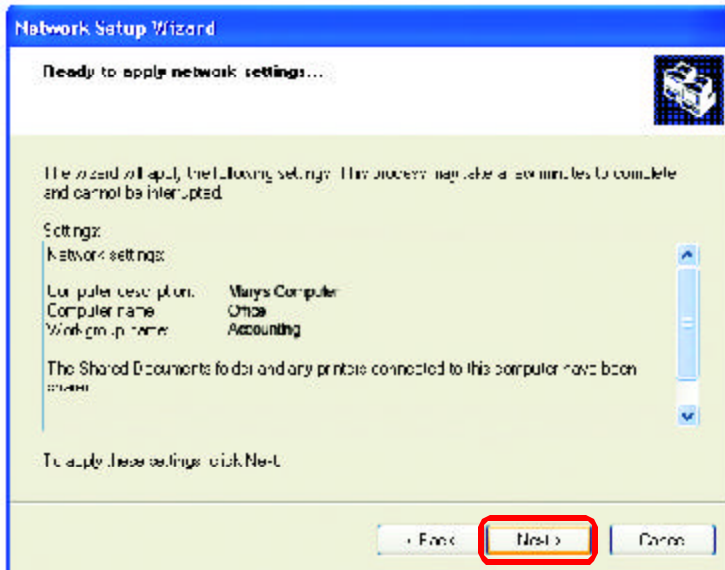 Network Setup Wizard
Ready to apply network settings...
The wizard will apply the following settings. This process may take a few minutes to complete
and cannot be interrupted.
Settings:
Network settings:
Computer description: Mary's Computer
Computer name: Office
Workgroup name: Accounting
The Shared Documents folder and any printers connected to this computer have been
shared.
To apply these settings, click Next.
< Back
Next >
Cancel